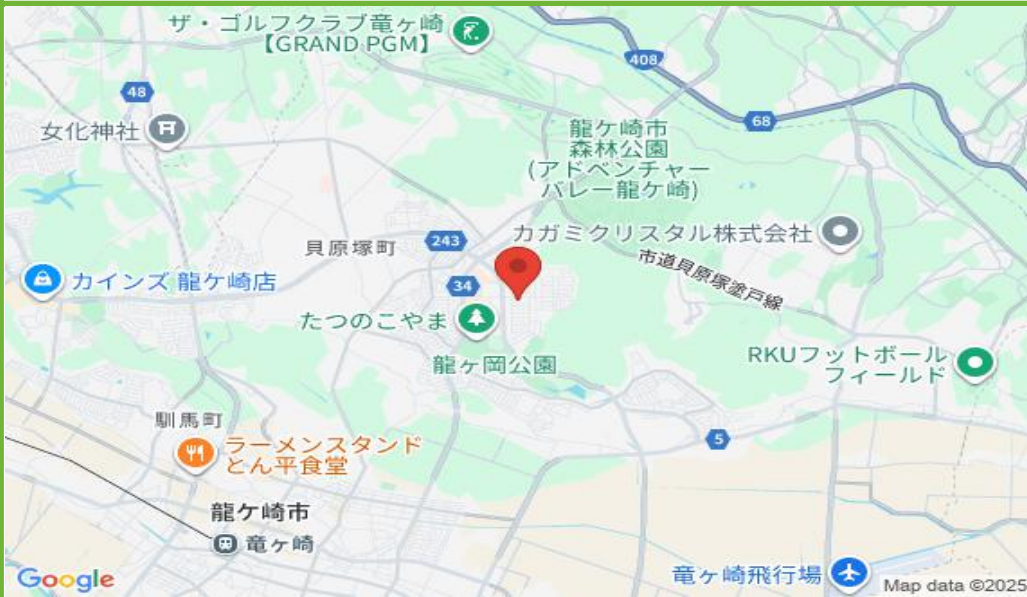 ザ・ゴルフクラブ竜ヶ崎
【GRAND PGM】
408
48
女化神社
68
龍ケ崎市
森林公園
(アドベンチャー
バレー龍ケ崎)
貝原塚町
243
カガミクリスタル株式会社
市道貝原塚塗戸線
カインズ 龍ケ崎店
34
たつのこやま
龍ヶ岡公園
RKUフットボール
フィールド
馴馬町
5
ラーメンスタンド
とん平食堂
龍ケ崎市
竜ヶ崎
竜ヶ崎飛行場
Google
Map data ©2025